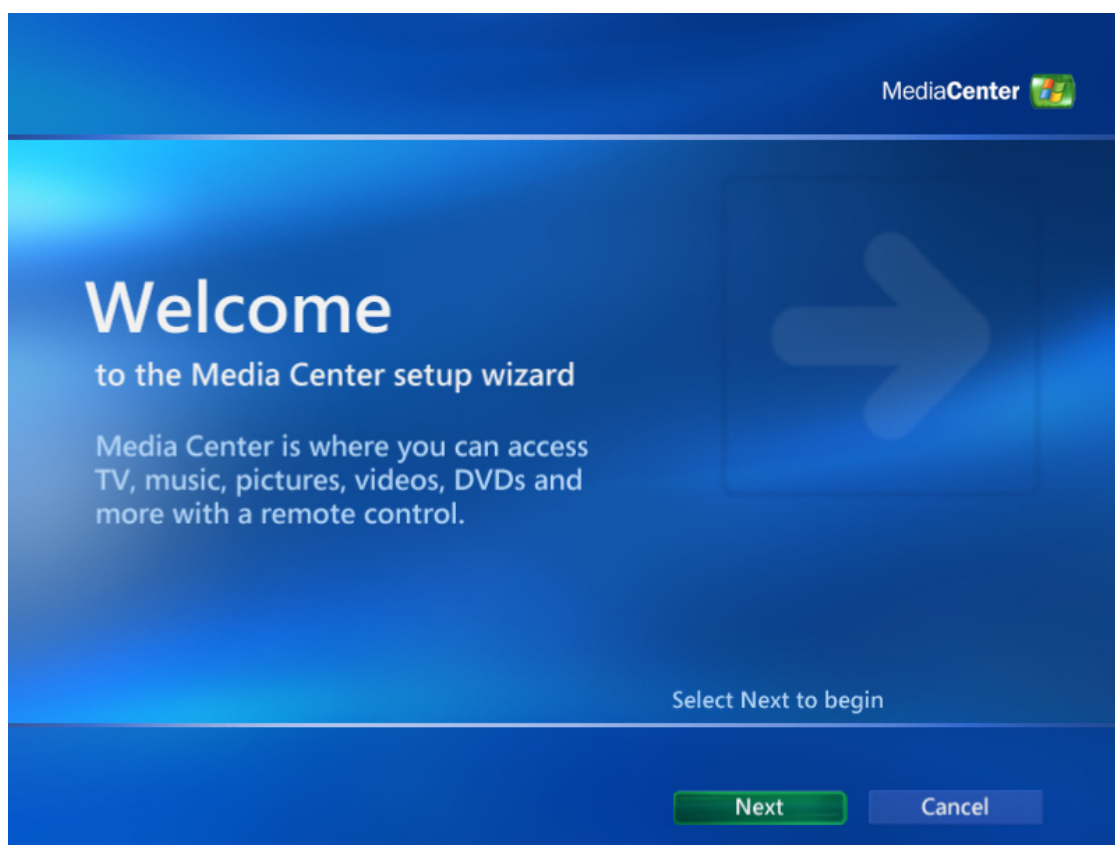 MediaCenter
Welcome
to the Media Center setup wizard
Media Center is where you can access
TV, music, pictures, videos, DVDs and
more with a remote control.
Select Next to begin
Next Cancel